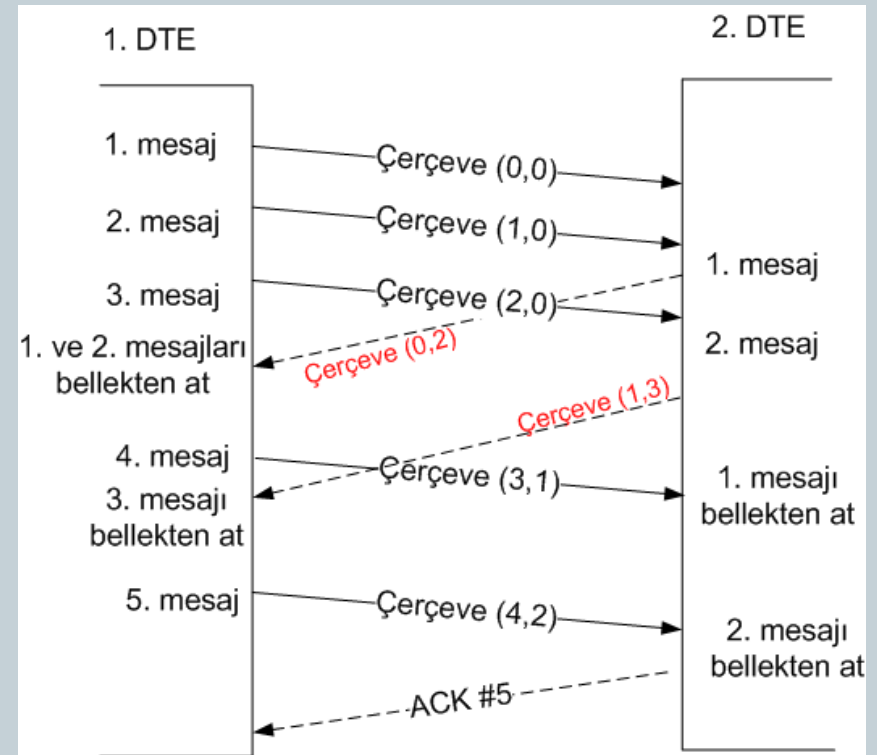 1. DTE
2. DTE
1. mesaj
Çerçeve (0,0)
2. mesaj
Çerçeve (1,0)
1. mesaj
3. mesaj
Çerçeve (2,0)
1. ve 2. mesajları
bellekten at
Çerçeve (0,2)
2. mesaj
Çerçeve (1,3)
4. mesaj
Çerçeve (3,1)
3. mesajı
bellekten at
1. mesajı
bellekten at
5. mesaj
Çerçeve (4,2)
2. mesajı
bellekten at
ACK #5